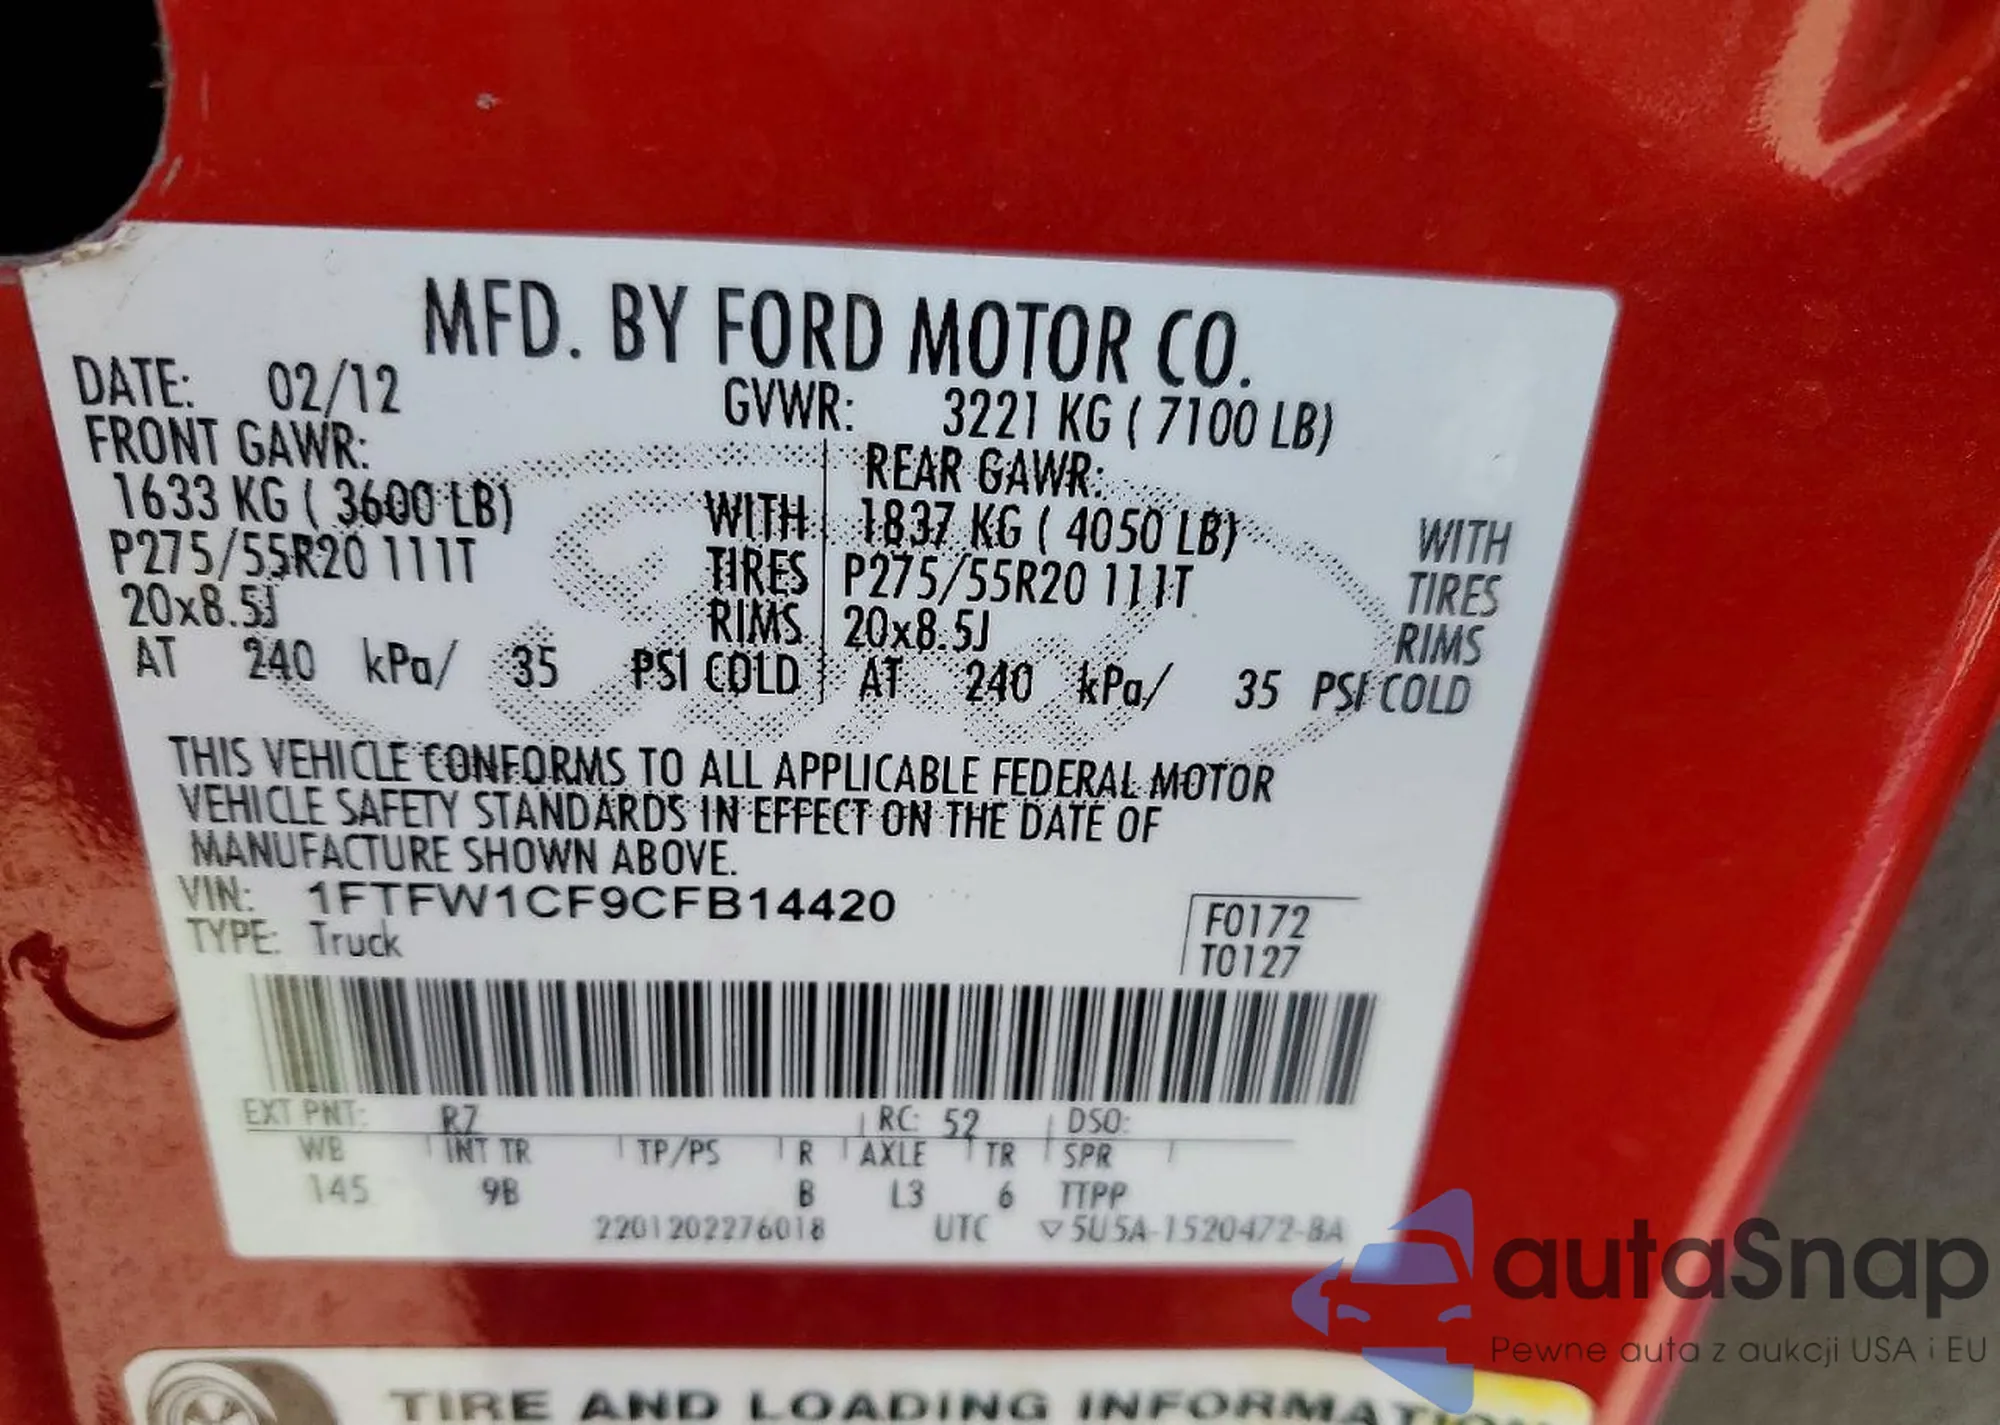 MFD. BY FORD MOTOR CO.
DATE: 02/12 GVWR: 3221 KG ( 7100 LB)
FRONT GAWR: REAR GAWR:
1633 KG ( 3600 LB) WITH 1837 KG ( 4050 LB) WITH
P275/55R20 111T TIRES P275/55R20 111T TIRES
20x8.5J RIMS 20x8.5J RIMS
AT 240 kPa/ 35 PSI COLD AT 240 kPa/ 35 PSI COLD
THIS VEHICLE CONFORMS TO ALL APPLICABLE FEDERAL MOTOR
VEHICLE SAFETY STANDARDS IN EFFECT ON THE DATE OF
MANUFACTURE SHOWN ABOVE.
VIN: 1FTFW1CF9CFB14420 F0172
TYPE: Truck T0127
EXT PNT: RZ RC: 52 DSO:
WB INT TR TP/PS R AXLE TR SPR
145 9B B L3 6 TTPP
2201202276018 UTC ▽5U5A-1520472-BA
autaSnap
Pewne auta z aukcji USA i EU
TIRE AND LOADING INFORMATION